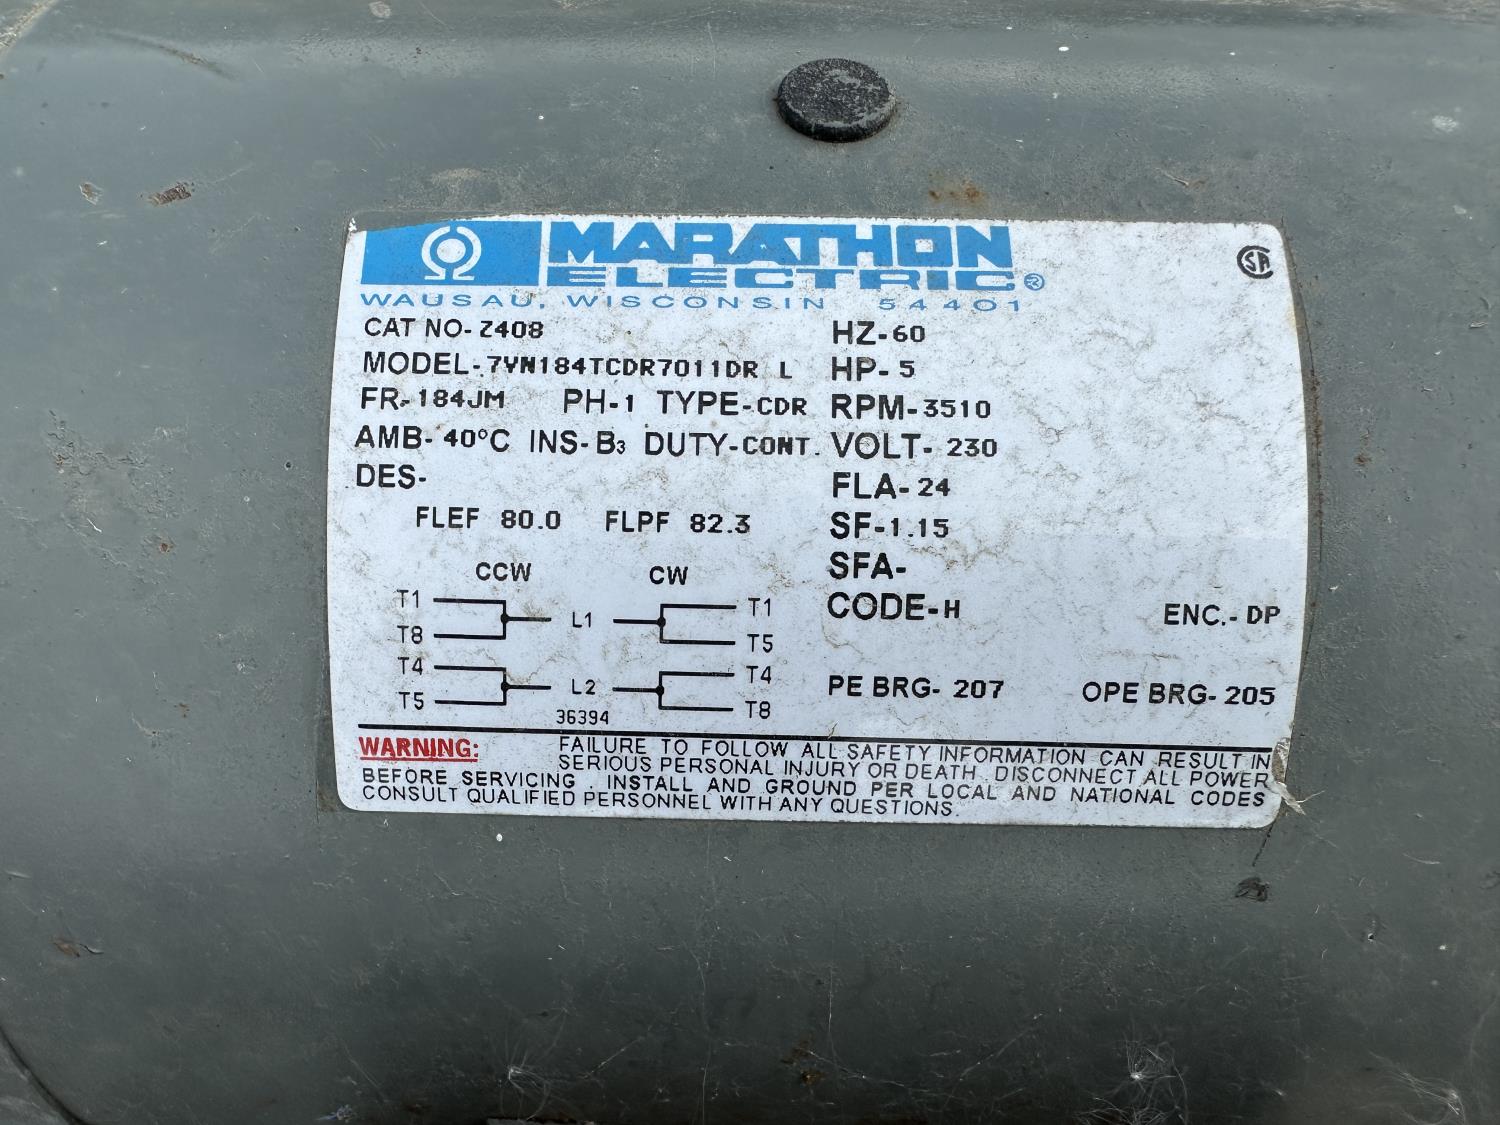 MARATHON
ELECTRIC®
WAUSAU, WISCONSIN 54401
SA
CAT NO- Z408
MODEL- 7VN184TCDR7011DR L
FR- 184JM PH-1 TYPE-CDR
AMB- 40°C INS-B3 DUTY-CONT.
DES-
HZ-60
HP-5
RPM-3510
VOLT- 230
FLA-24
SF-1.15
SFA-
CODE-H
ENC.- DP
FLEF 80.0 FLPF 82.3
CCW CW
T1 L1 T1
T8 T5
T4 L2 T4
T5 T8
36394
PE BRG- 207 OPE BRG- 205
WARNING: FAILURE TO FOLLOW ALL SAFETY INFORMATION CAN RESULT IN
SERIOUS PERSONAL INJURY OR DEATH. DISCONNECT ALL POWER
BEFORE SERVICING. INSTALL AND GROUND PER LOCAL AND NATIONAL CODES
CONSULT QUALIFIED PERSONNEL WITH ANY QUESTIONS.